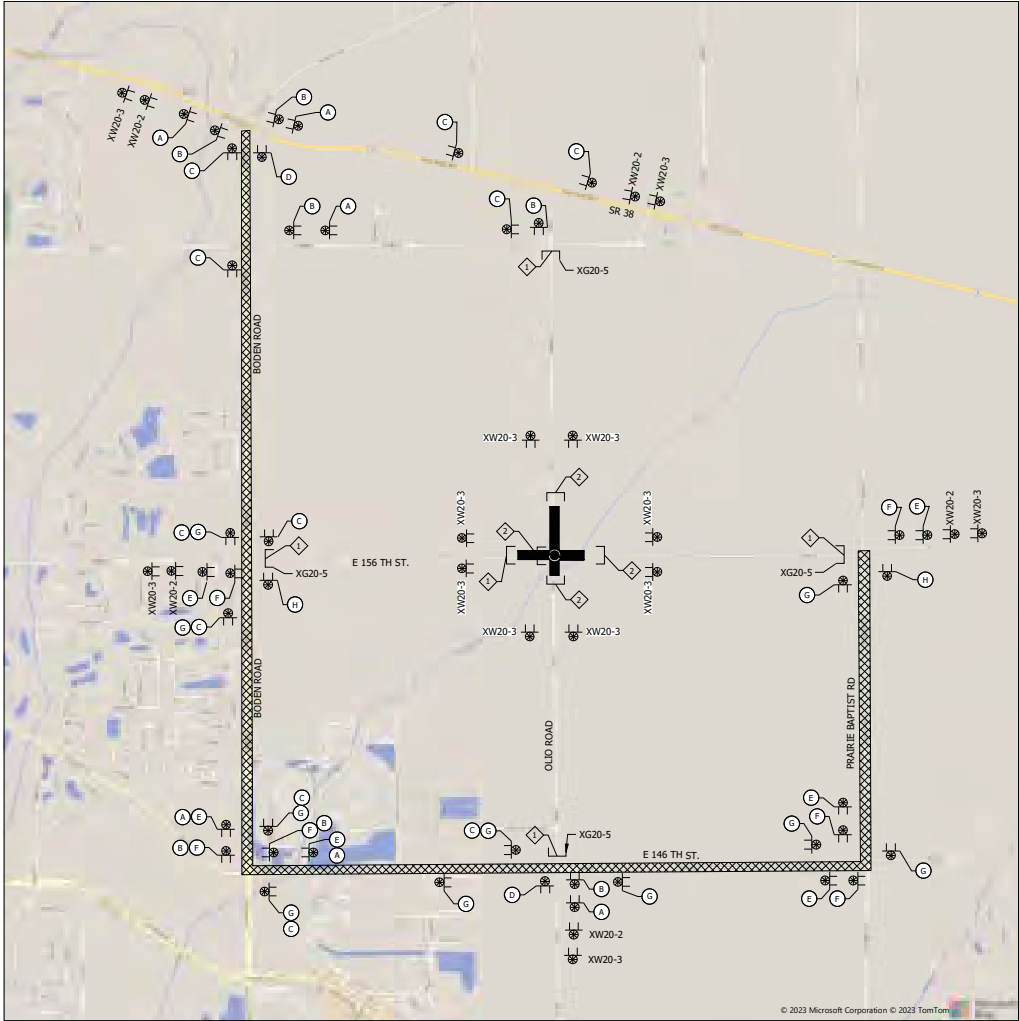 B
A
C
XW20-3
XW20-2
A
B
C
D
C
XW20-2
XW20-3
B
A
C
B
SR 38
C
1
XG20-5
BODEN ROAD
XW20-3
XW20-3
2
XW20-3
XW20-3
F
E
XW20-2
XW20-3
C
G
C
1
2
1
E 156 TH ST.
XG20-5
XG20-5
2
H
XW20-3
XW20-2
E
F
H
1
XW20-3
XW20-3
G
2
G
C
XW20-3
XW20-3
BODEN ROAD
OLIO ROAD
PRAIRIE BAPTIST RD
C
G
E
A
E
F
B
C
G
1
XG20-5
G
F
B
F
E
A
E 146 TH ST.
G
G
D
B
G
E
F
G
C
A
XW20-2
XW20-3
© 2023 Microsoft Corporation © 2023 TomTom